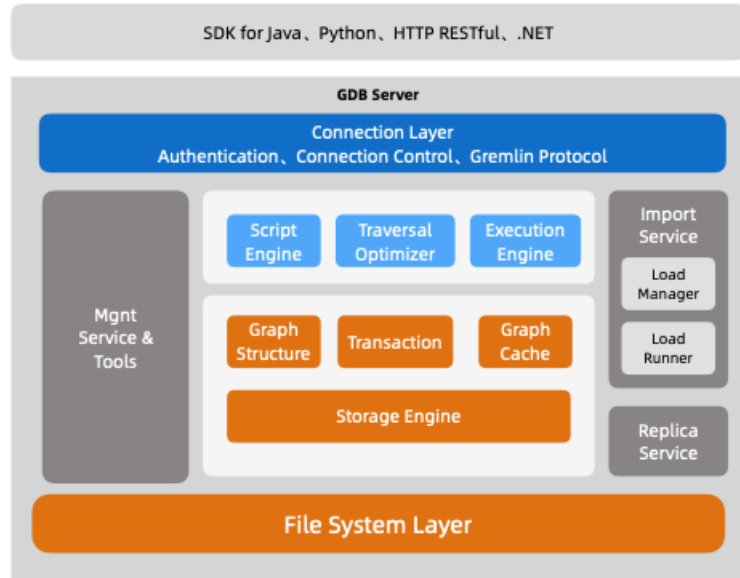 SDK for Java、Python、HTTP RESTful、.NET
GDB Server
Connection Layer
Authentication、Connection Control、Gremlin Protocol
Mgnt
Service &
Tools
Script
Engine
Traversal
Optimizer
Execution
Engine
Graph
Structure
Transaction
Graph
Cache
Storage Engine
Import
Service
Load
Manager
Load
Runner
Replica
Service
File System Layer